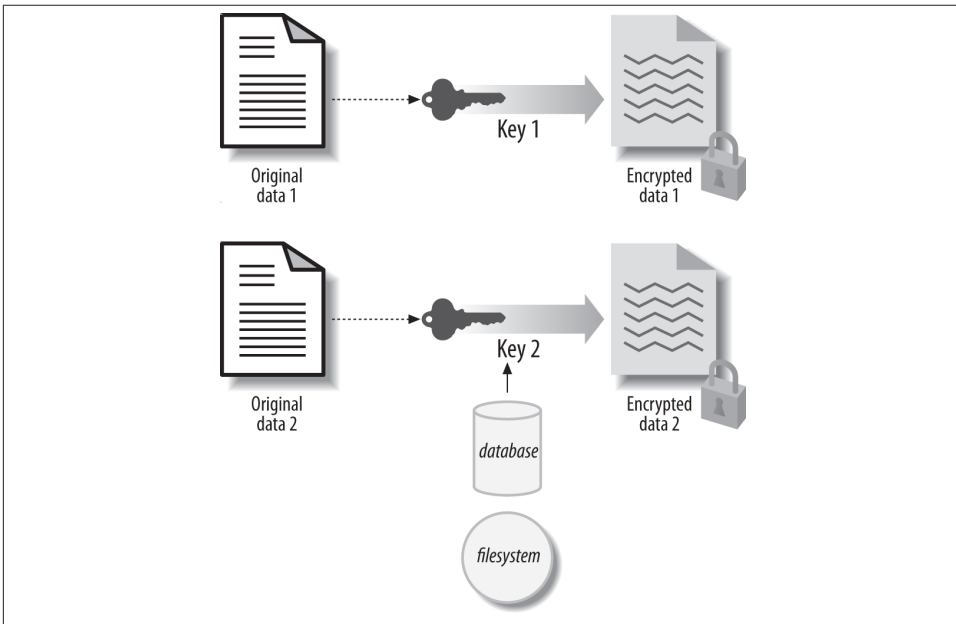 Key 1
Original
data 1
Encrypted
data 1
Key 2
Original
data 2
Encrypted
data 2
database
filesystem